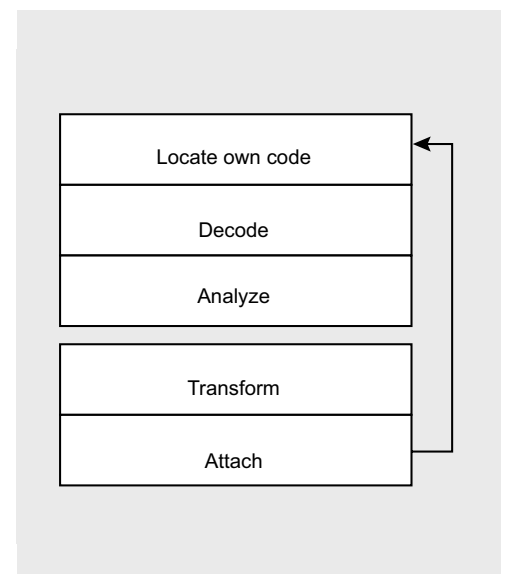 Locate own code
Decode
Analyze
Transform
Attach